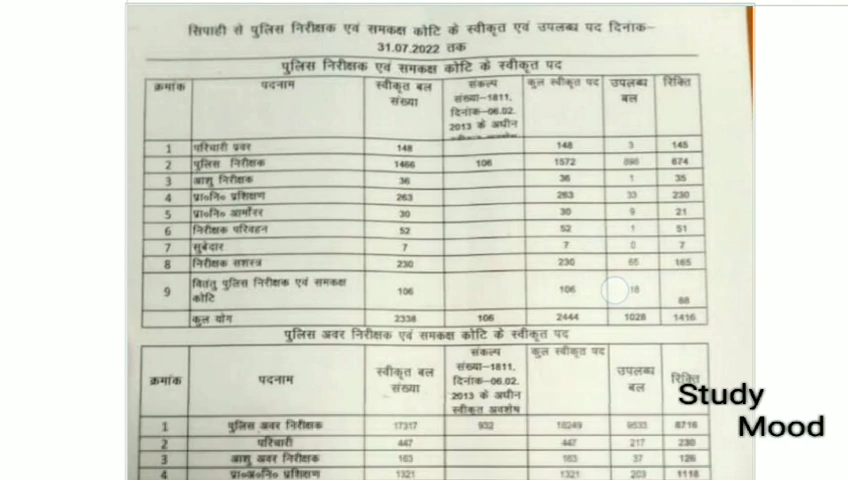 सिपाही से पुलिस निरीक्षक एवं समकक्ष कोटि के स्वीकृत एवं उपलब्ध पद दिनांक–
31.07.2022 तक
पुलिस निरीक्षक एवं समकक्ष कोटि के स्वीकृत पद
क्रमांक पदनाम स्वीकृत बल संख्या संकल्प संख्या–1811, दिनांक–06.02. 2013 के अधीन कुल स्वीकृत पद उपलब्ध बल रिक्ति
1 परिचारी प्रवर 148 148 3 145
2 पुलिस निरीक्षक 1466 106 1572 898 674
3 आशु निरीक्षक 36 36 1 35
4 प्रा०नि० प्रशिक्षण 263 263 33 230
5 प्रा०नि० आर्मोरर 30 30 9 21
6 निरीक्षक परिवहन 52 52 1 51
7 सुबेदार 7 7 0 7
8 निरीक्षक सशस्त्र 230 230 65 165
9 वितंतु पुलिस निरीक्षक एवं समकक्ष कोटि 106 106 18 88
कुल योग 2338 106 2444 1028 1416
पुलिस अवर निरीक्षक एवं समकक्ष कोटि के स्वीकृत पद
क्रमांक पदनाम स्वीकृत बल संख्या संकल्प संख्या–1811, दिनांक–06.02. 2013 के अधीन स्वीकृत अवशेष कुल स्वीकृत पद उपलब्ध बल रिक्ति
1 पुलिस अवर निरीक्षक 17317 932 18249 9533 8716
2 परिचारी 447 447 217 230
3 आशु अवर निरीक्षक 163 163 37 126
4 प्रा०अ०नि० प्रशिक्षण 1321 1321 203 1118
Study
Mood